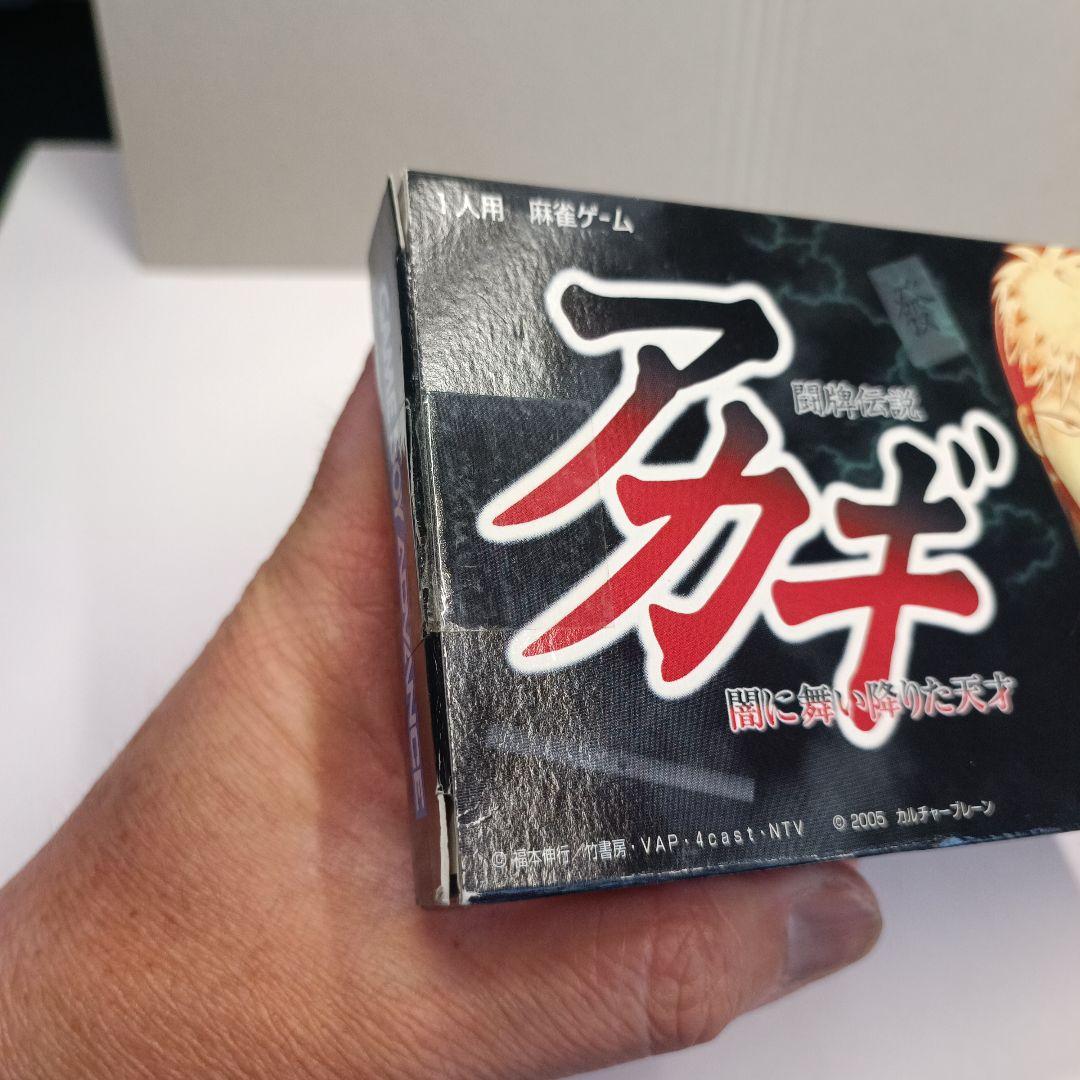 1人用 麻雀ゲーム
發
闘牌伝説
アカギ
闇に舞い降りた天才
© 福本伸行/竹書房・VAP・4cast・NTV © 2005 カルチャーブレーン
GAME BOY ADVANCE